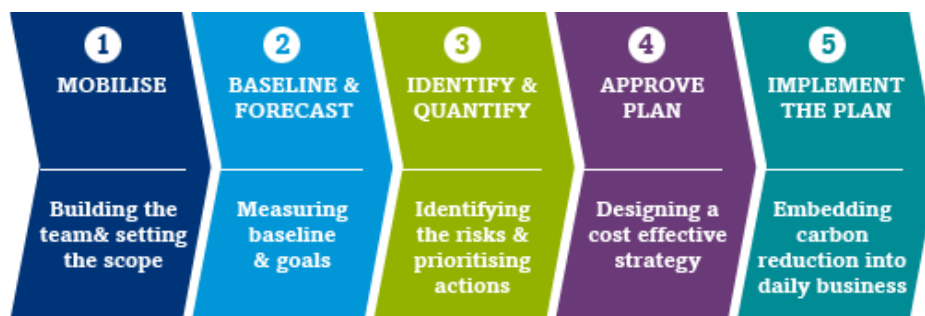 1
MOBILISE
Building the
team& setting
the scope
2
BASELINE &
FORECAST
Measuring
baseline
& goals
3
IDENTIFY &
QUANTIFY
Identifying
the risks &
prioritising
actions
4
APPROVE
PLAN
Designing a
cost effective
strategy
5
IMPLEMENT
THE PLAN
Embedding
carbon
reduction into
daily business